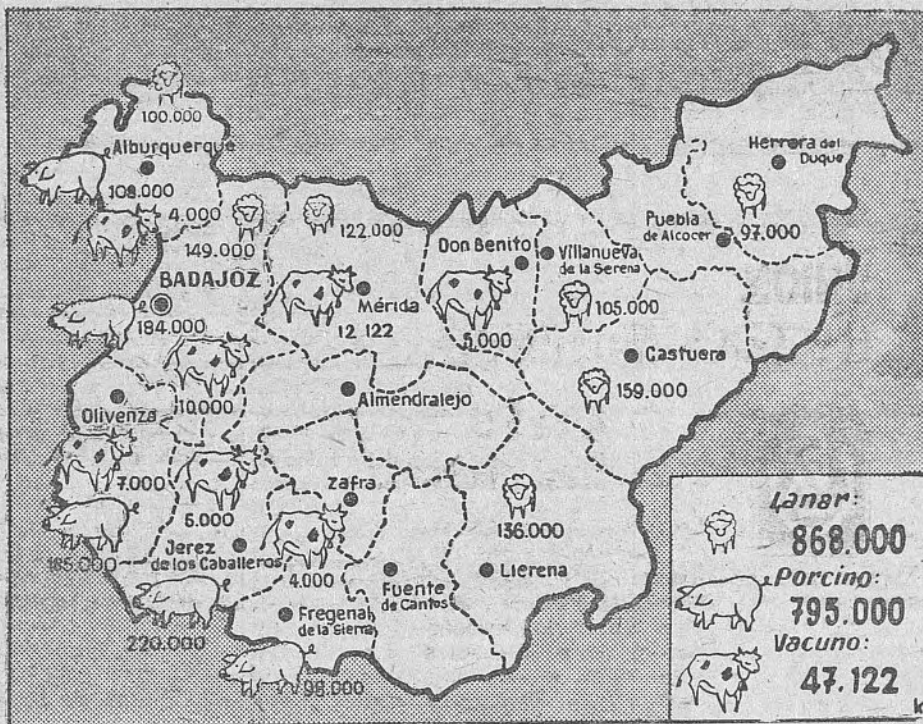 100.000
Alburquerque
108.000
4.000
149.000
122.000
BADAJOZ
184.000
10.000
Mérida
12.122
Don Benito
5.000
Villanueva
de la Serena
105.000
Herrera del
Duque
Puebla
de Alcocer
97.000
Castuera
159.000
Olivenza
7.000
185.000
Almendralejo
5.000
Jerez
de los Caballeros
220.000
Zafra
4.000
Fregenal
de la Sierra
98.000
Fuente
de Cantos
136.000
Llerena
Lanar:
868.000
Porcino:
795.000
Vacuno:
47.122